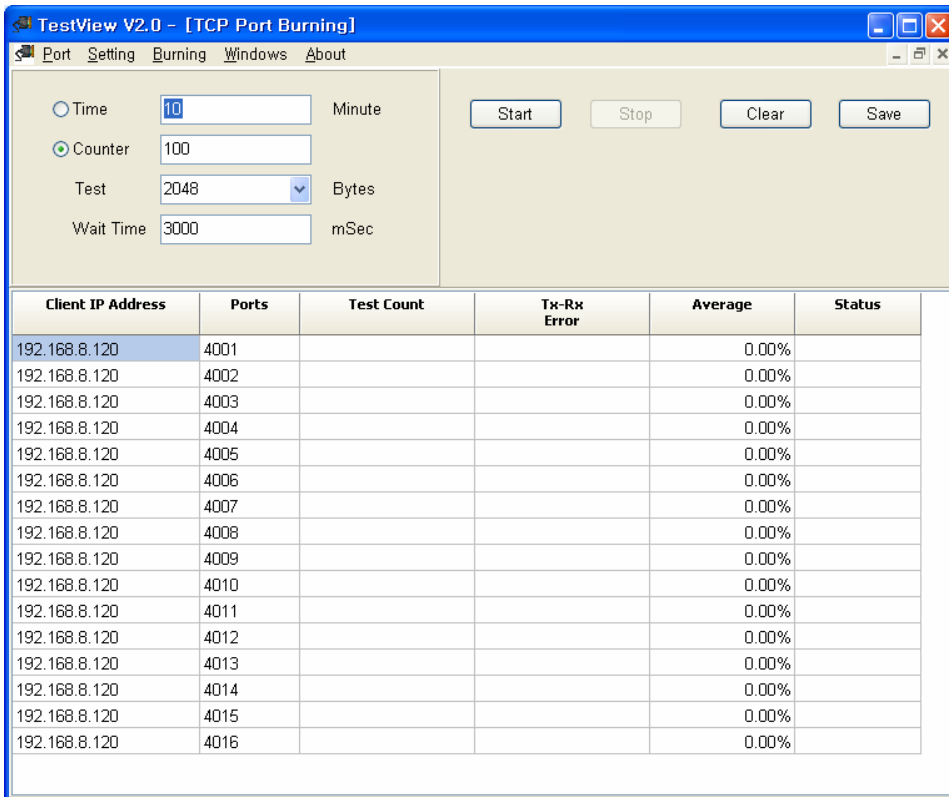 TestView V2.0 - [TCP Port Burning]
Port Setting Burning Windows About
Time 10 Minute
Start Stop Clear Save
Counter 100
Test 2048 Bytes
Wait Time 3000 mSec
Client IP Address Ports Test Count Tx-Rx Error Average Status
192.168.8.120 4001 0.00%
192.168.8.120 4002 0.00%
192.168.8.120 4003 0.00%
192.168.8.120 4004 0.00%
192.168.8.120 4005 0.00%
192.168.8.120 4006 0.00%
192.168.8.120 4007 0.00%
192.168.8.120 4008 0.00%
192.168.8.120 4009 0.00%
192.168.8.120 4010 0.00%
192.168.8.120 4011 0.00%
192.168.8.120 4012 0.00%
192.168.8.120 4013 0.00%
192.168.8.120 4014 0.00%
192.168.8.120 4015 0.00%
192.168.8.120 4016 0.00%